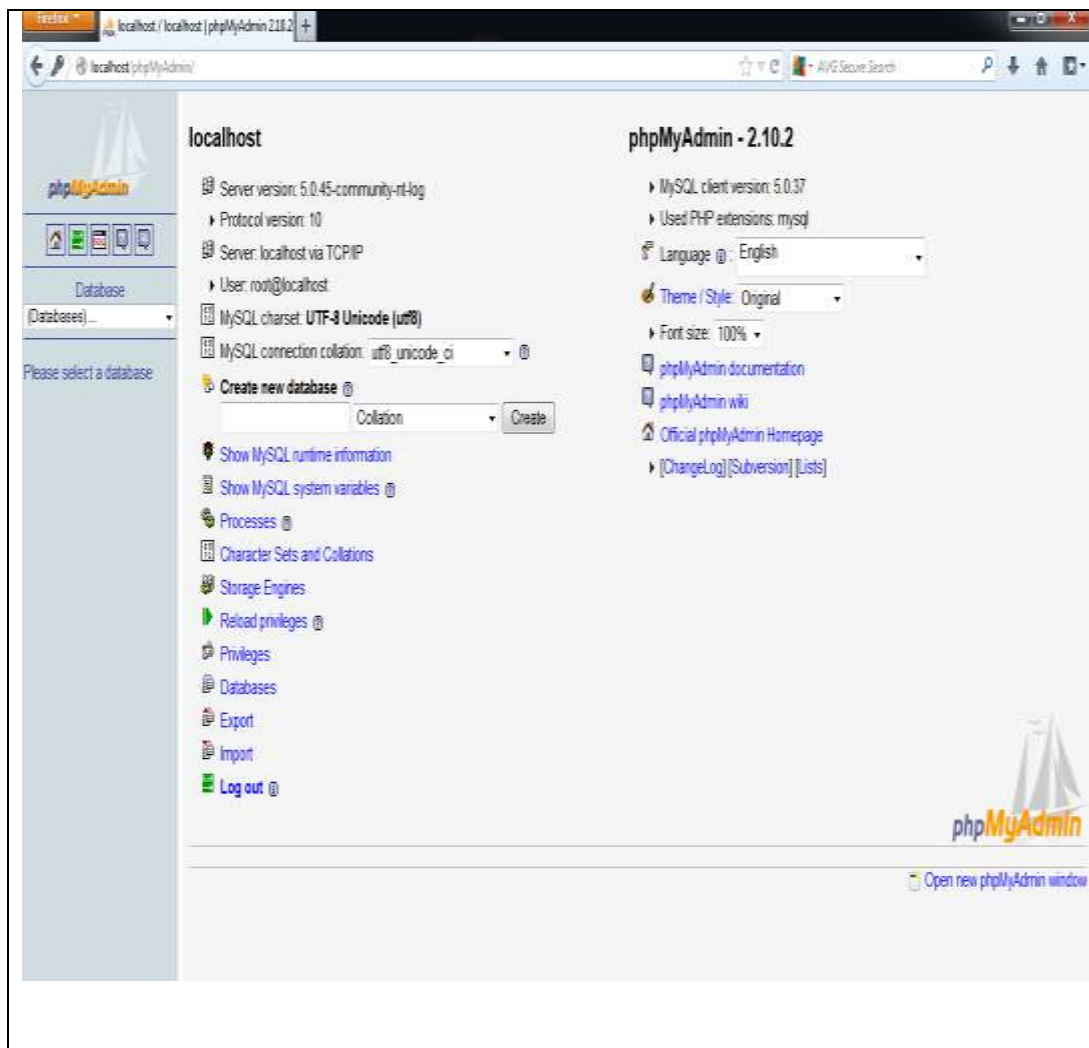 Firefox
localhost / localhost | phpMyAdmin 2.10.2
+
localhost/phpMyAdmin/
AVG Secure Search
phpMyAdmin
Database
(Databases) ...
Please select a database
localhost
Server version: 5.0.45-community-nt-log
Protocol version: 10
Server: localhost via TCP/IP
User: root@localhost
MySQL charset: UTF-8 Unicode (utf8)
MySQL connection collation: utf8_unicode_ci
Create new database
Collation
Create
Show MySQL runtime information
Show MySQL system variables
Processes
Character Sets and Collations
Storage Engines
Reload privileges
Privileges
Databases
Export
Import
Log out
phpMyAdmin - 2.10.2
MySQL client version: 5.0.37
Used PHP extensions: mysql
Language : English
Theme / Style: Original
Font size: 100%
phpMyAdmin documentation
phpMyAdmin wiki
Official phpMyAdmin Homepage
[ChangeLog] [Subversion] [Lists]
phpMyAdmin
Open new phpMyAdmin window